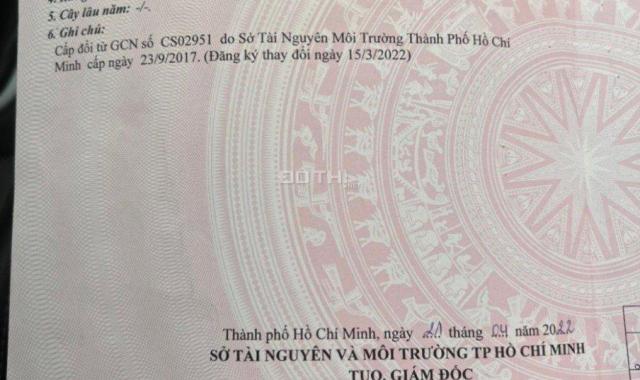 5. Cây lâu năm: -/-.
6. Ghi chú:
Cấp đổi từ GCN số CS02951 do Sở Tài Nguyên Môi Trường Thành Phố Hồ Chí
Minh cấp ngày 23/9/2017. (Đăng ký thay đổi ngày 15/3/2022)
Thành phố Hồ Chí Minh, ngày 20 tháng 04 năm 2022
SỞ TÀI NGUYÊN VÀ MÔI TRƯỜNG TP HỒ CHÍ MINH
TUQ. GIÁM ĐỐC